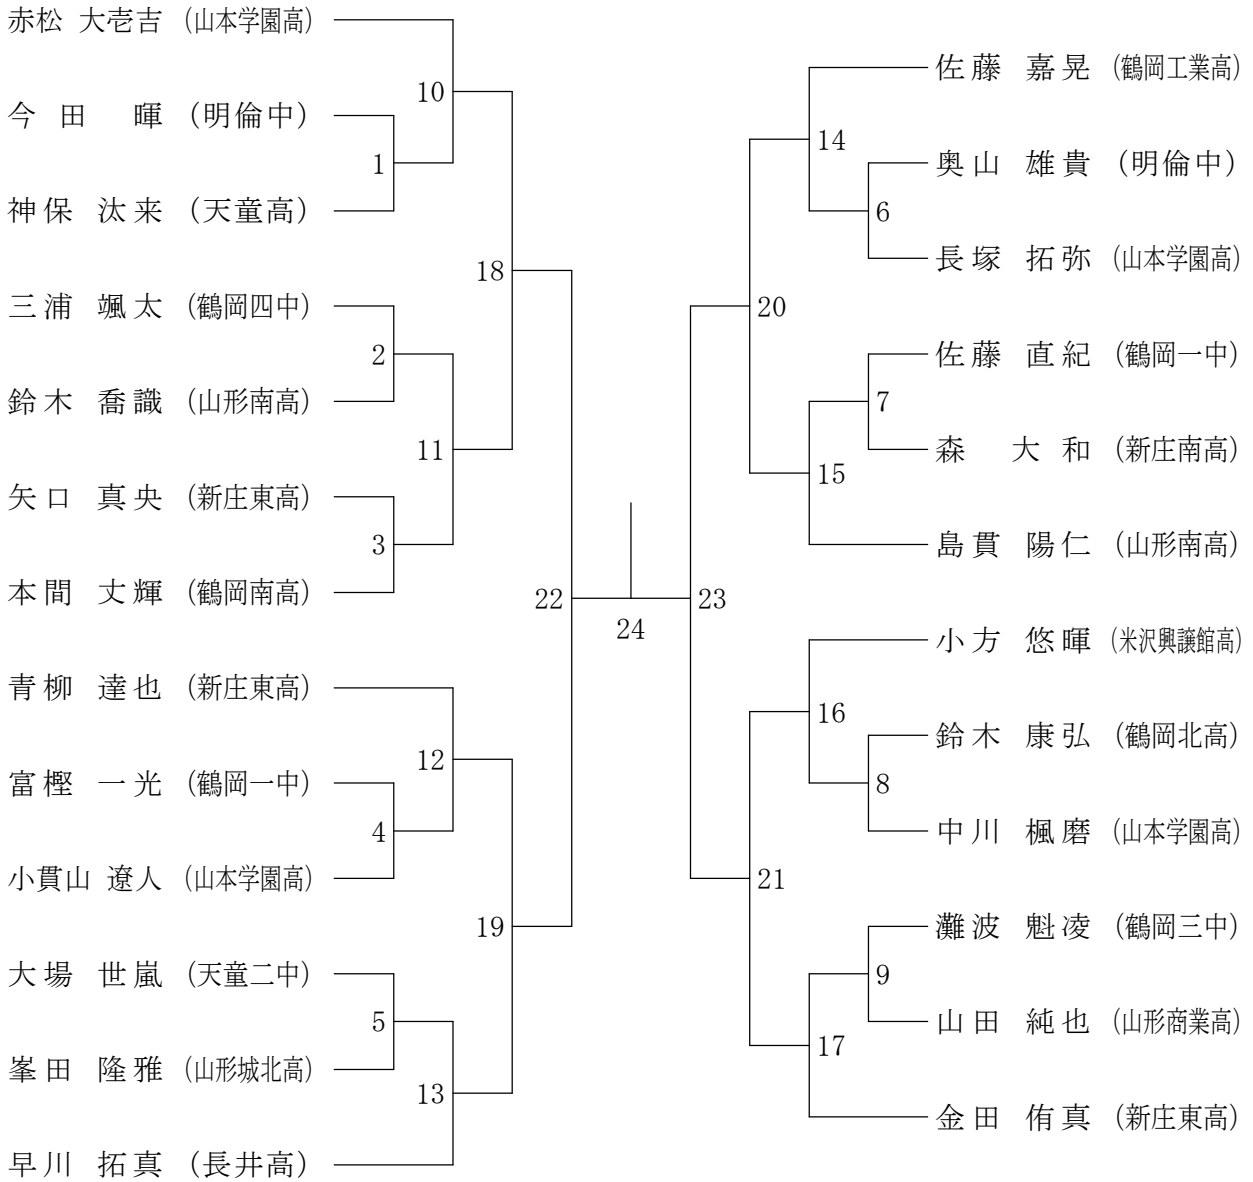 赤松 大壱吉 (山本学園高)
今田 暉 (明倫中)
神保 汰来 (天童高)
三浦 颯太 (鶴岡四中)
鈴木 喬識 (山形南高)
矢口 真央 (新庄東高)
本間 丈輝 (鶴岡南高)
青柳 達也 (新庄東高)
富樫 一光 (鶴岡一中)
小貫山 遼人 (山本学園高)
大場 世嵐 (天童二中)
峯田 隆雅 (山形城北高)
早川 拓真 (長井高)
1
2
3
4
5
10
11
12
13
18
19
22
24
23
20
21
14
15
16
17
6
7
8
9
佐藤 嘉晃 (鶴岡工業高)
奥山 雄貴 (明倫中)
長塚 拓弥 (山本学園高)
佐藤 直紀 (鶴岡一中)
森 大和 (新庄南高)
島貫 陽仁 (山形南高)
小方 悠暉 (米沢興譲館高)
鈴木 康弘 (鶴岡北高)
中川 楓磨 (山本学園高)
灘波 魁凌 (鶴岡三中)
山田 純也 (山形商業高)
金田 侑真 (新庄東高)